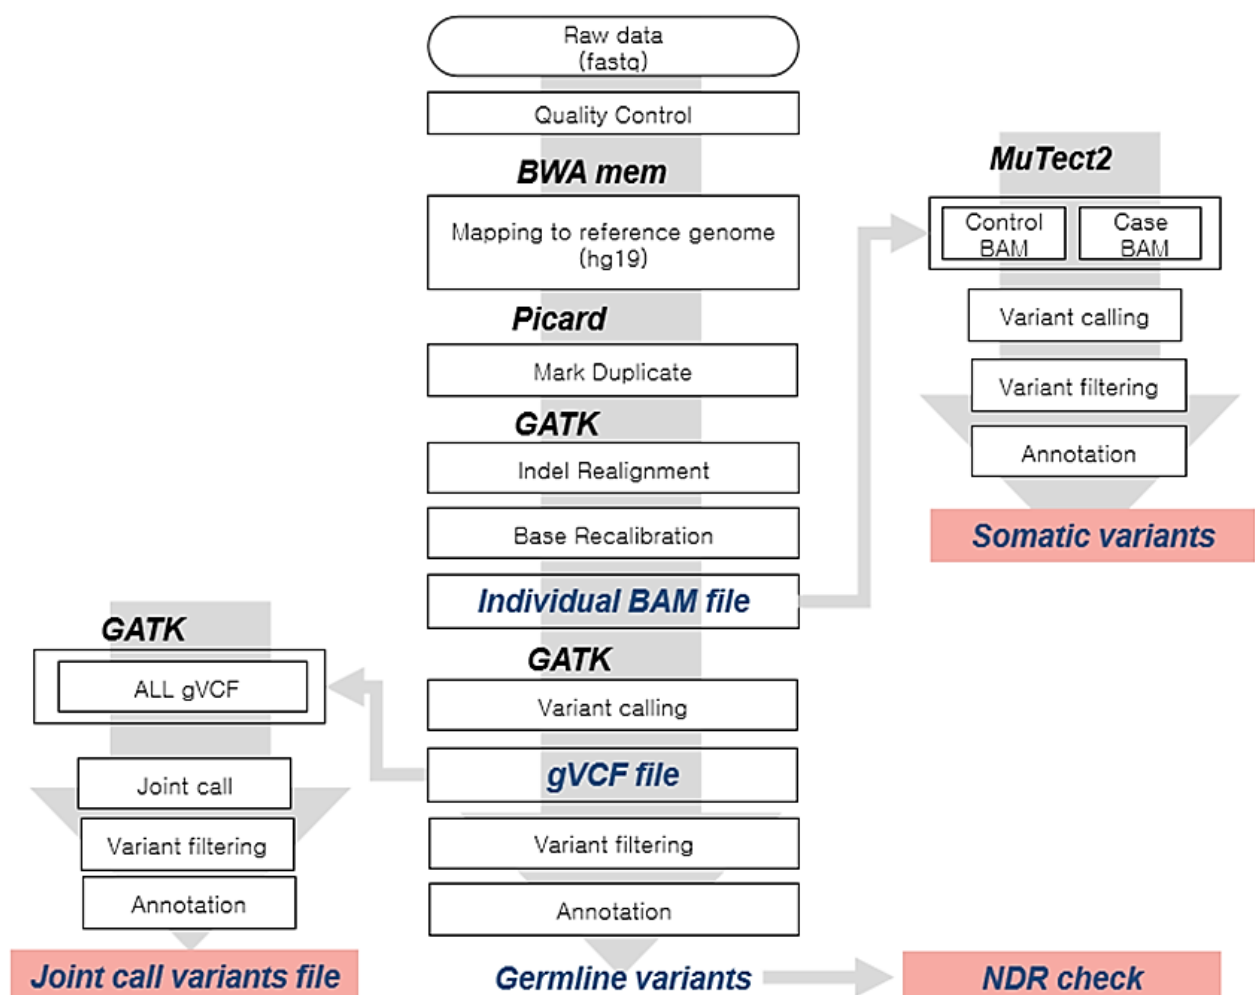 Raw data
(fastq)
Quality Control
BWA mem
Mapping to reference genome
(hg19)
Picard
Mark Duplicate
GATK
Indel Realignment
Base Recalibration
Individual BAM file
GATK
Variant calling
gVCF file
Variant filtering
Annotation
Germline variants
NDR check
MuTect2
Control
BAM
Case
BAM
Variant calling
Variant filtering
Annotation
Somatic variants
GATK
ALL gVCF
Joint call
Variant filtering
Annotation
Joint call variants file